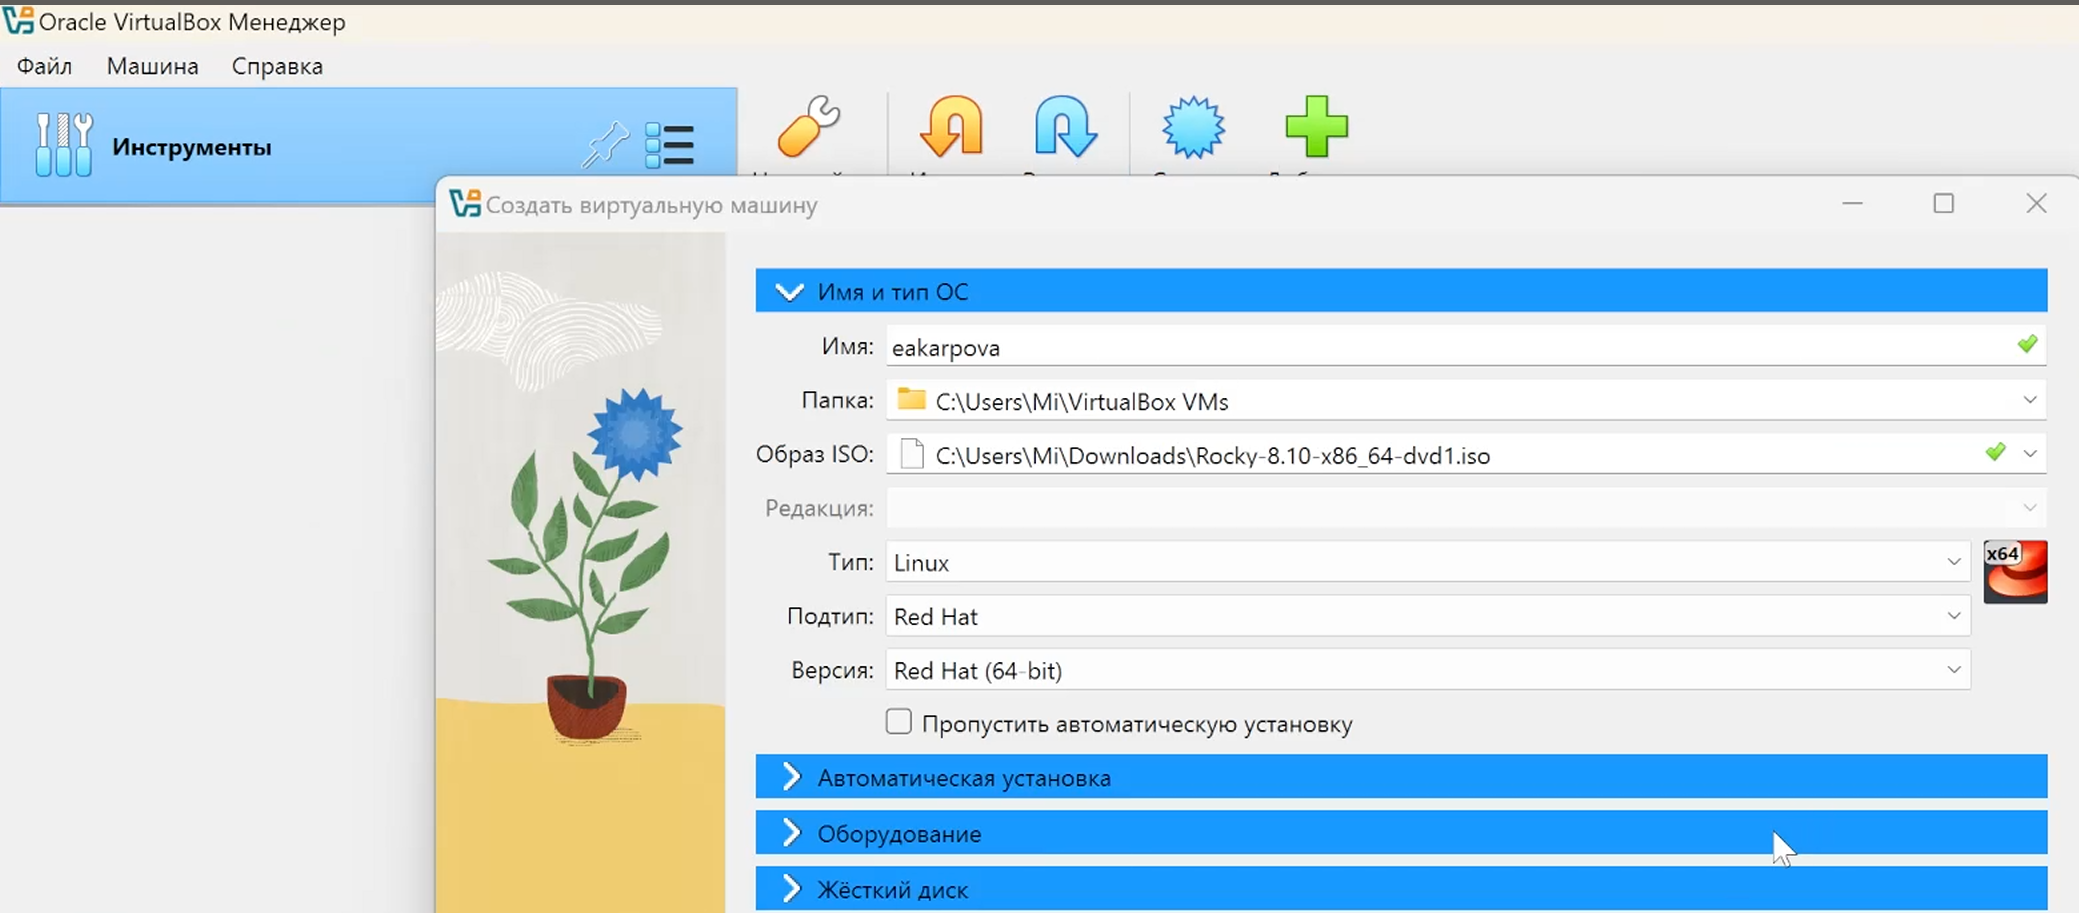 Oracle VirtualBox Менеджер
Файл Машина Справка
Инструменты
Создать виртуальную машину
Имя и тип ОС
Имя: eakarpova
Папка: C:\Users\Mi\VirtualBox VMs
Образ ISO: C:\Users\Mi\Downloads\Rocky-8.10-x86_64-dvd1.iso
Редакция:
Тип: Linux
x64
Подтип: Red Hat
Версия: Red Hat (64-bit)
Пропустить автоматическую установку
Автоматическая установка
Оборудование
Жёсткий диск